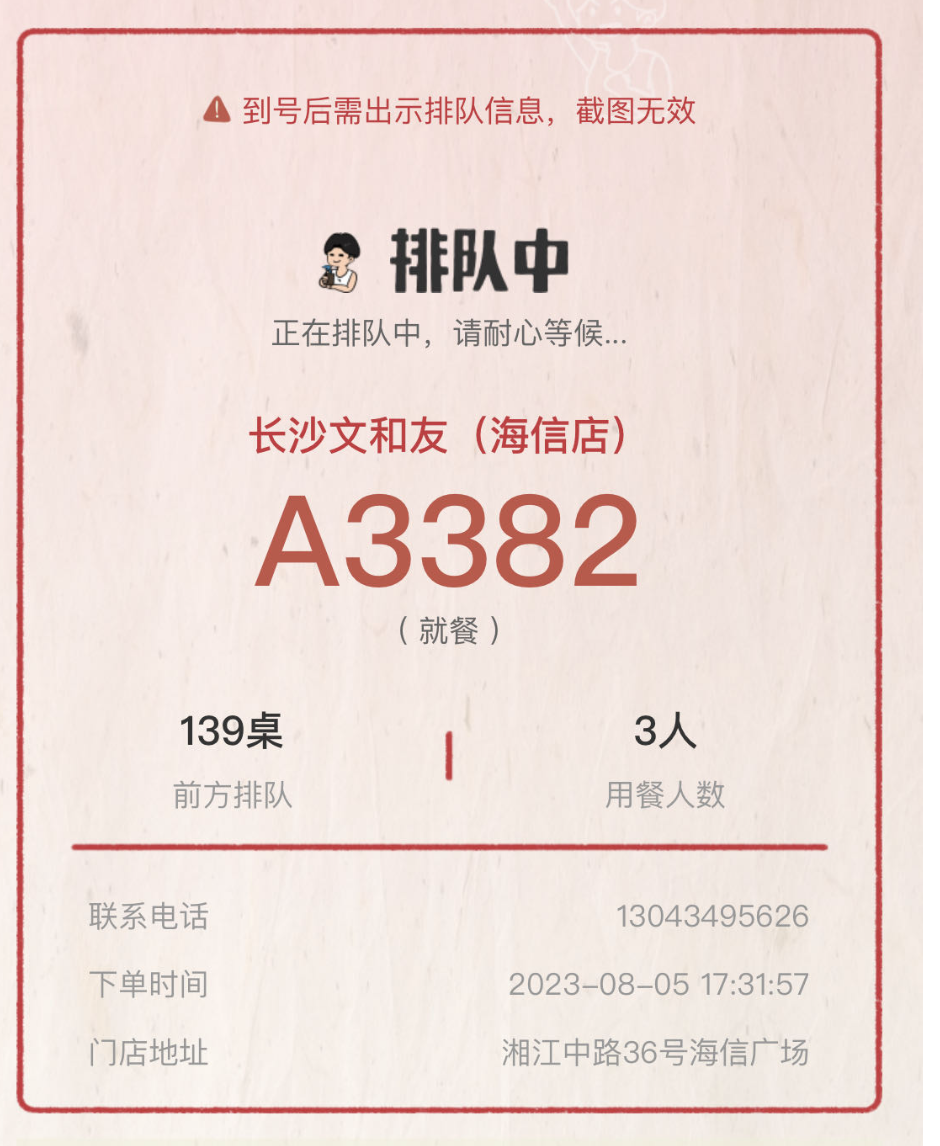 到号后需出示排队信息，截图无效
排队中
正在排队中，请耐心等候...
长沙文和友（海信店）
A3382
（就餐）
139桌 3人
前方排队 用餐人数
联系电话 13043495626
下单时间 2023-08-05 17:31:57
门店地址 湘江中路36号海信广场